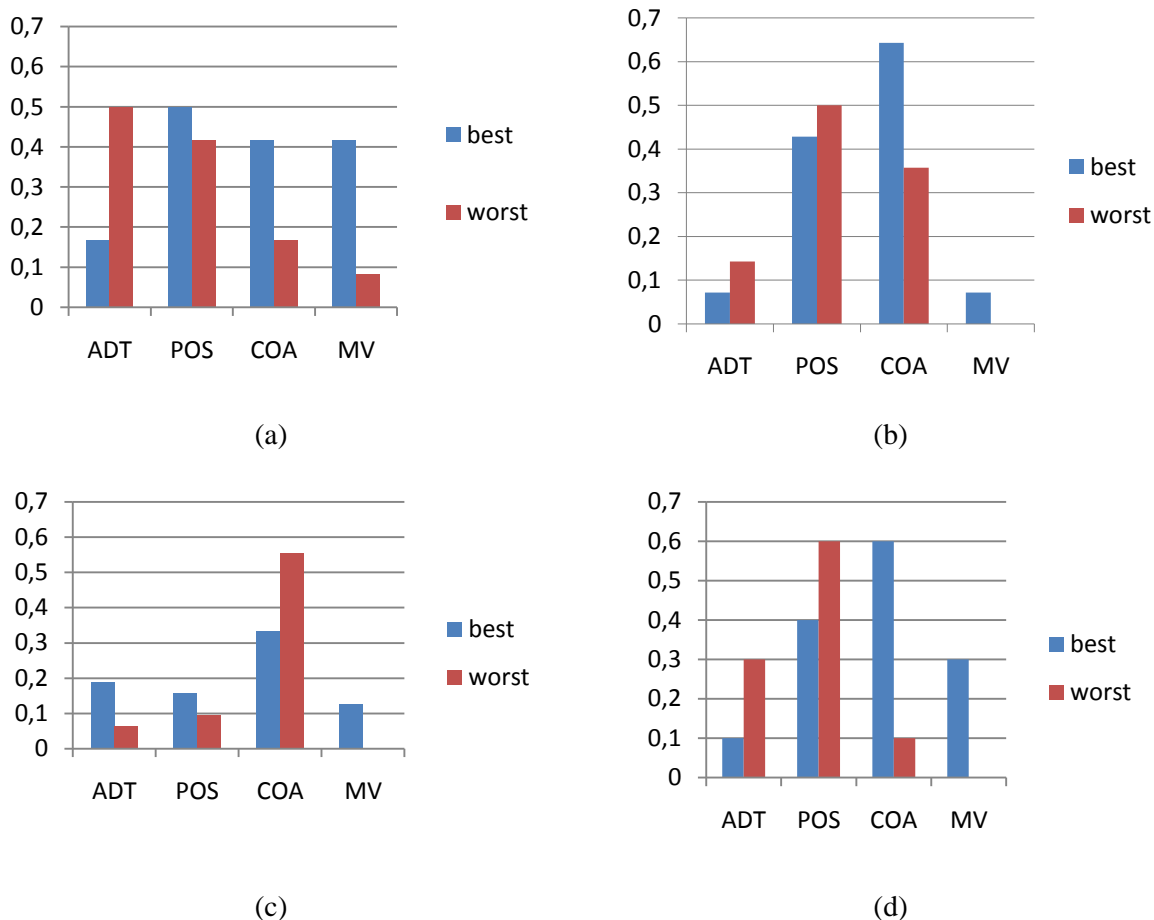 0,7
0,6
0,5
0,4
0,3
0,2
0,1
0
ADT POS COA MV
best
worst
(a)
0,7
0,6
0,5
0,4
0,3
0,2
0,1
0
ADT POS COA MV
best
worst
(b)
0,7
0,6
0,5
0,4
0,3
0,2
0,1
0
ADT POS COA MV
best
worst
(c)
0,7
0,6
0,5
0,4
0,3
0,2
0,1
0
ADT POS COA MV
best
worst
(d)